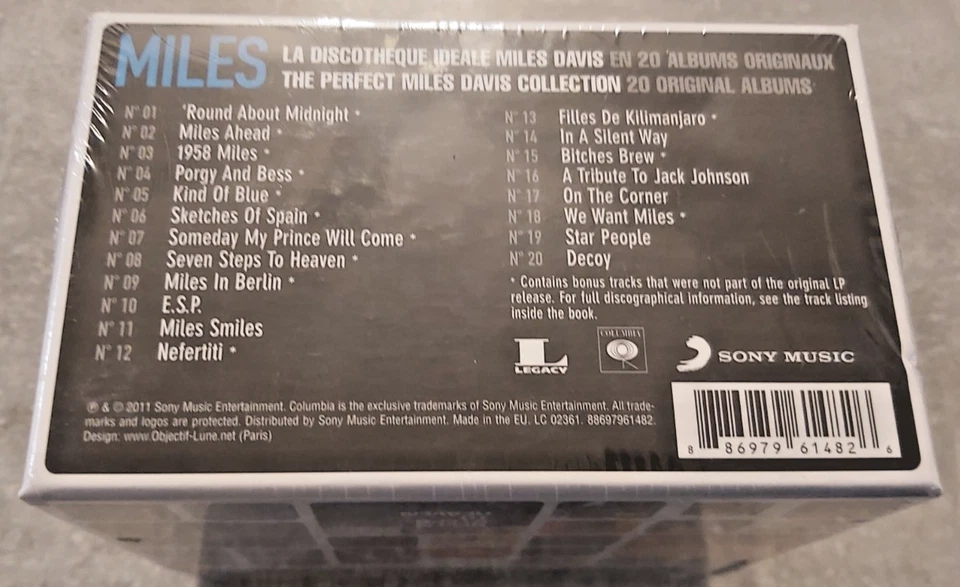 MILES
LA DISCOTHEQUE IDEALE MILES DAVIS EN 20 ALBUMS ORIGINAUX
THE PERFECT MILES DAVIS COLLECTION 20 ORIGINAL ALBUMS
N° 01 'Round About Midnight •
N° 02 Miles Ahead •
N° 03 1958 Miles •
N° 04 Porgy And Bess •
N° 05 Kind Of Blue •
N° 06 Sketches Of Spain •
N° 07 Someday My Prince Will Come •
N° 08 Seven Steps To Heaven •
N° 09 Miles In Berlin •
N° 10 E.S.P.
N° 11 Miles Smiles
N° 12 Nefertiti •
N° 13 Filles De Kilimanjaro •
N° 14 In A Silent Way
N° 15 Bitches Brew •
N° 16 A Tribute To Jack Johnson
N° 17 On The Corner
N° 18 We Want Miles •
N° 19 Star People
N° 20 Decoy
• Contains bonus tracks that were not part of the original LP
release. For full discographical information, see the track listing
inside the book.
L LEGACY
COLUMBIA
SONY MUSIC
℗ & © 2011 Sony Music Entertainment. Columbia is the exclusive trademarks of Sony Music Entertainment. All trade-
marks and logos are protected. Distributed by Sony Music Entertainment. Made in the EU. LC 02361. 88697961482.
Design: www.Objectif-Lune.net (Paris)
8 86979 61482 6